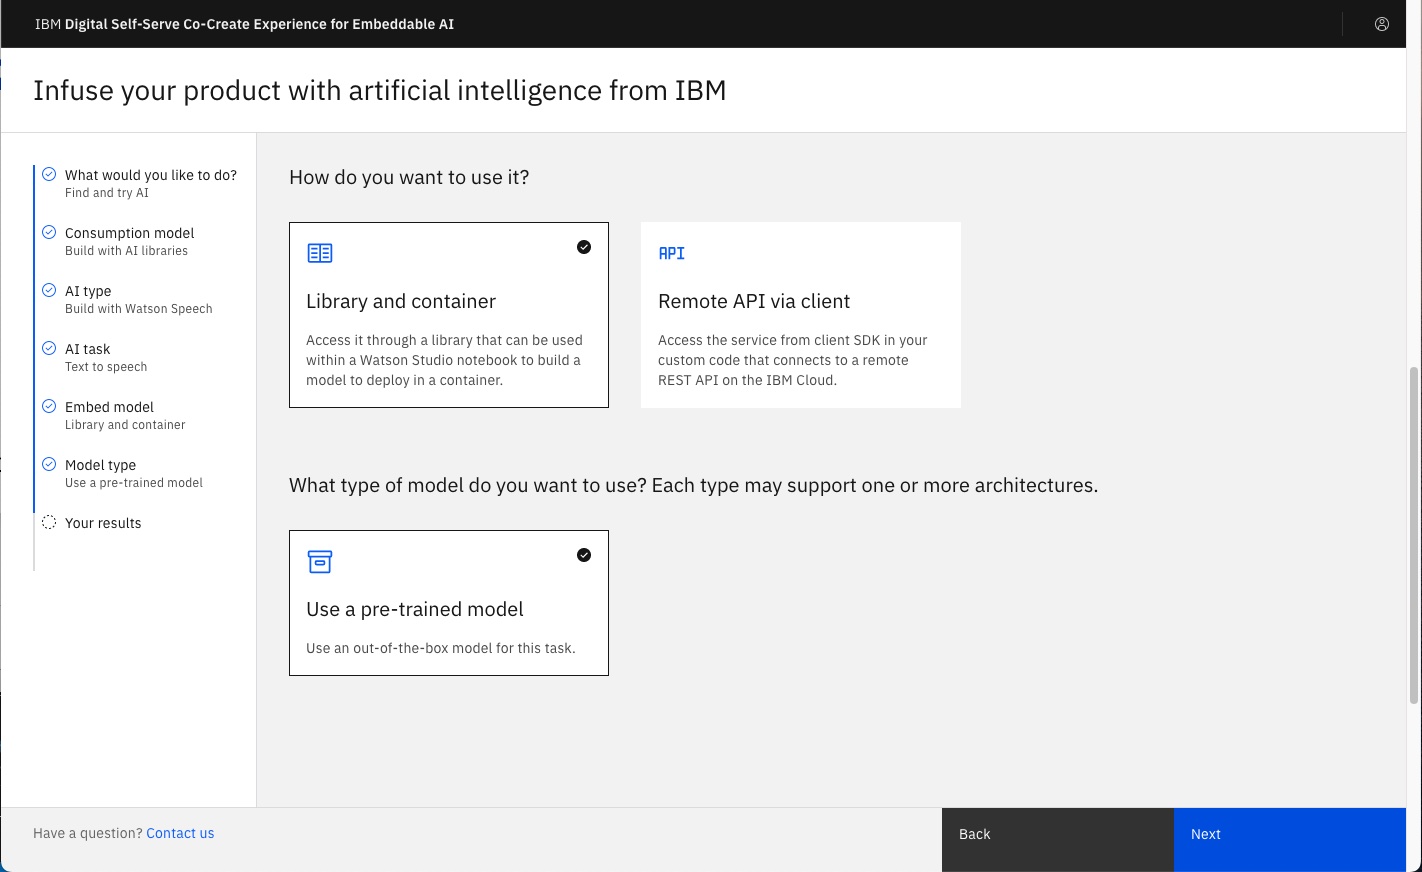 IBM Digital Self-Serve Co-Create Experience for Embeddable AI
Infuse your product with artificial intelligence from IBM
What would you like to do?
Find and try AI
Consumption model
Build with AI libraries
AI type
Build with Watson Speech
AI task
Text to speech
Embed model
Library and container
Model type
Use a pre-trained model
Your results
How do you want to use it?
Library and container
Access it through a library that can be used
within a Watson Studio notebook to build a
model to deploy in a container.
API
Remote API via client
Access the service from client SDK in your
custom code that connects to a remote
REST API on the IBM Cloud.
What type of model do you want to use? Each type may support one or more architectures.
Use a pre-trained model
Use an out-of-the-box model for this task.
Have a question? Contact us
Back
Next